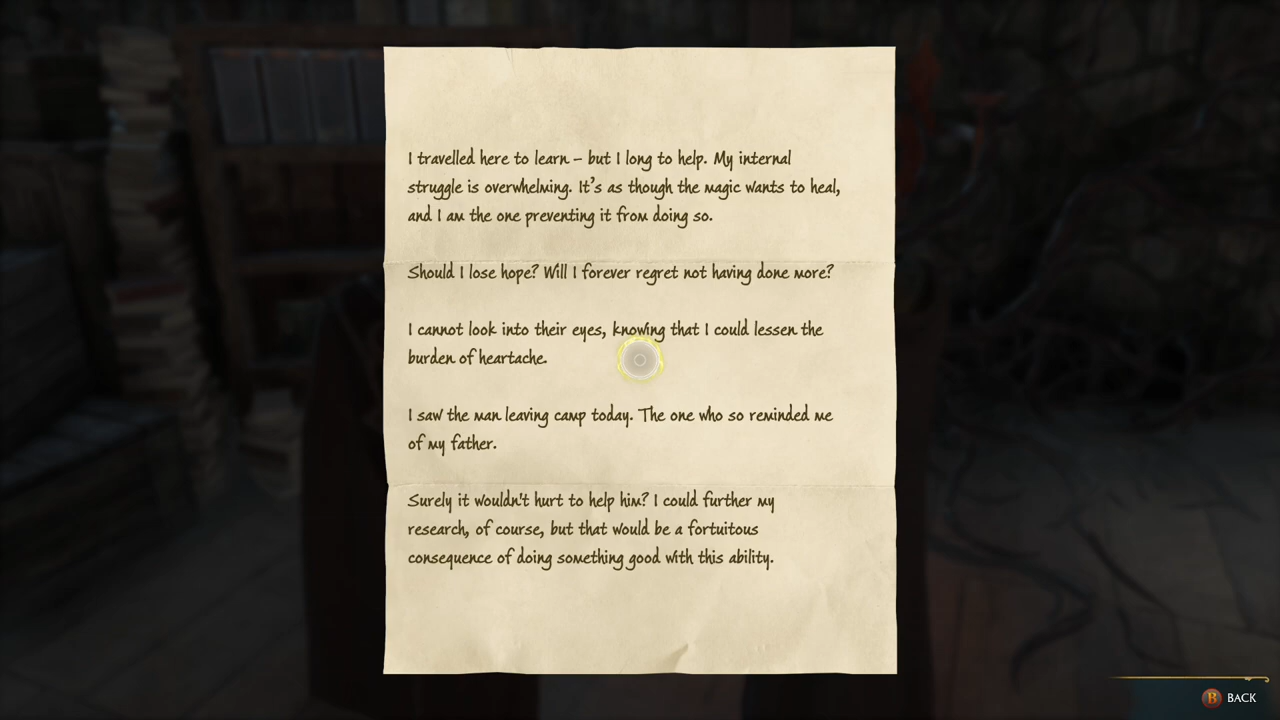 I travelled here to learn – but I long to help. My internal
struggle is overwhelming. It's as though the magic wants to heal,
and I am the one preventing it from doing so.
Should I lose hope? Will I forever regret not having done more?
I cannot look into their eyes, knowing that I could lessen the
burden of heartache.
I saw the man leaving camp today. The one who so reminded me
of my father.
Surely it wouldn't hurt to help him? I could further my
research, of course, but that would be a fortuitous
consequence of doing something good with this ability.
B BACK